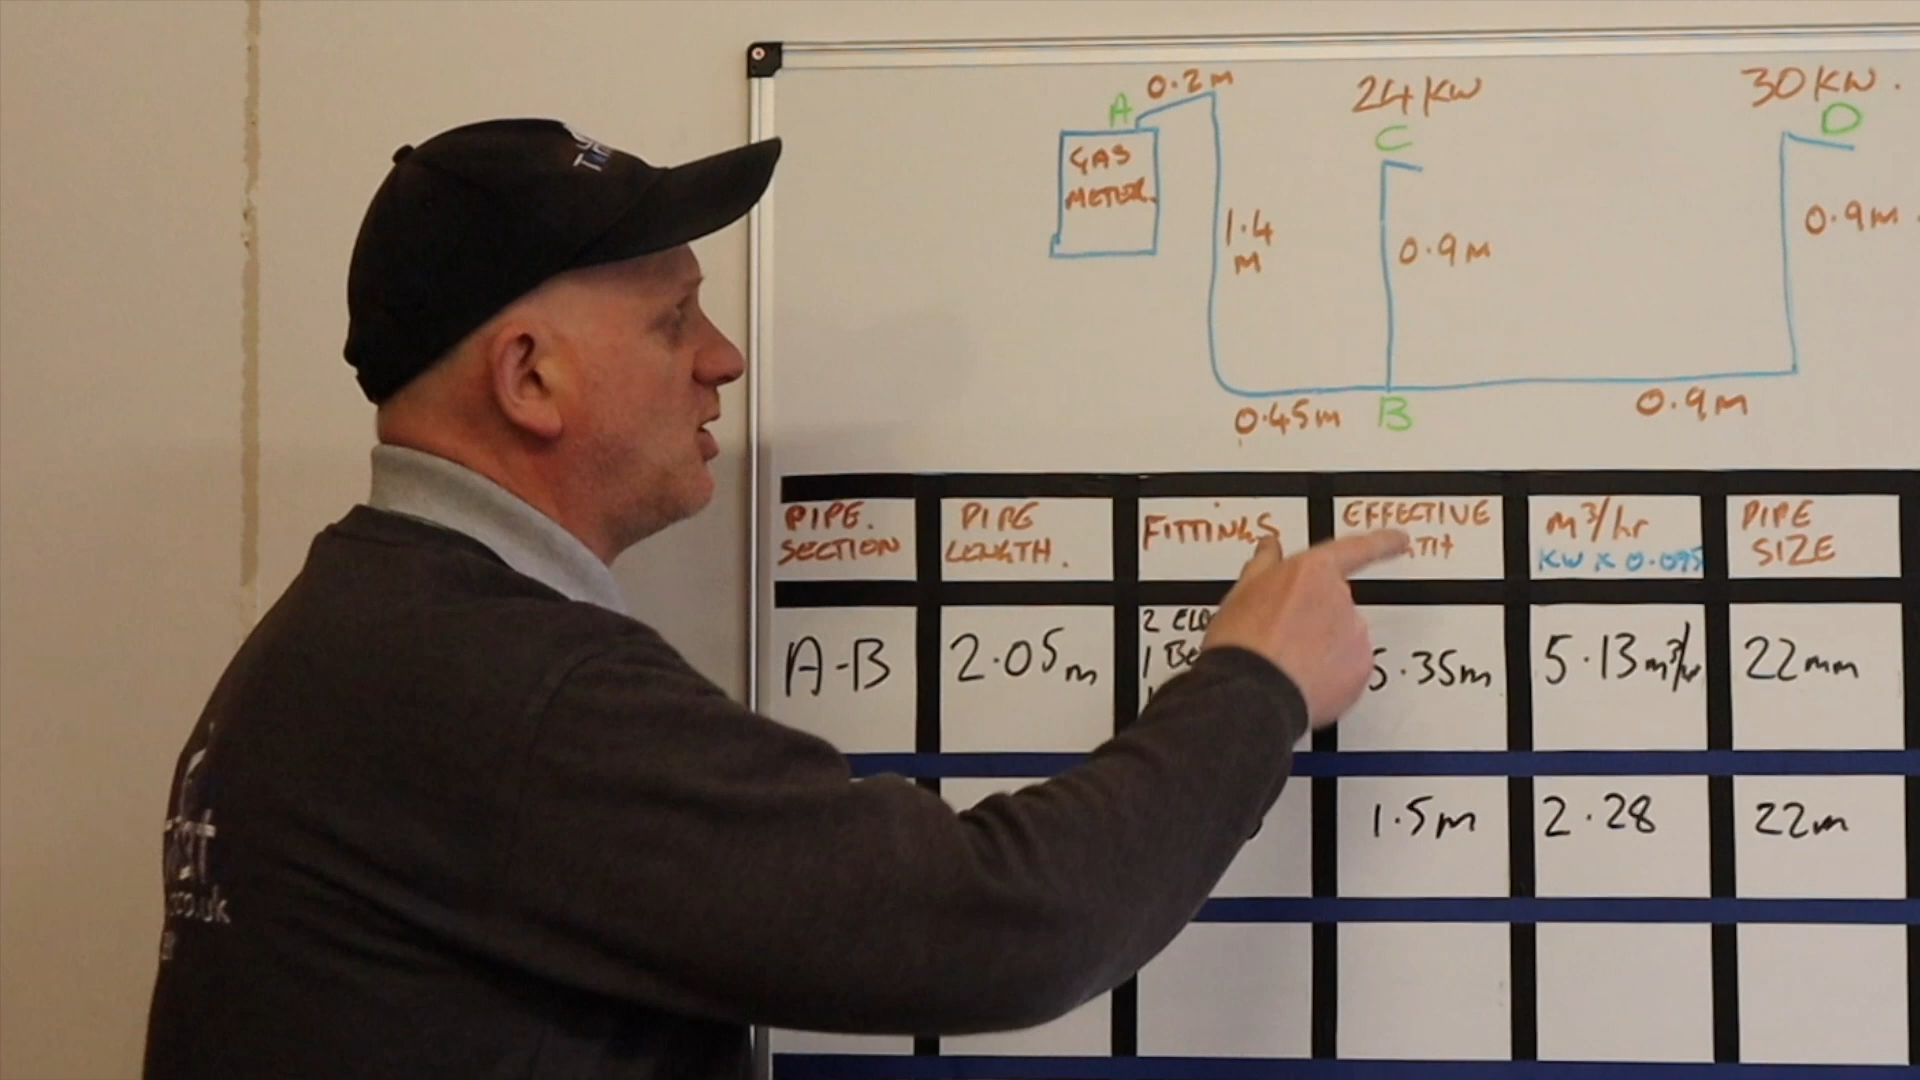 0.2m
24KW
30KW.
A
C
D
GAS
METER.
1.4
M
0.9M
0.9M
0.45m
B
0.9M
PIPE.
SECTION
PIPE
LENGTH.
FITTINGS
EFFECTIVE
m³/hr
KW X 0.095
PIPE
SIZE
A-B
2.05m
2
1
5.35m
5.13m³/hr
22mm
1.5m
2.28
22m
co.uk